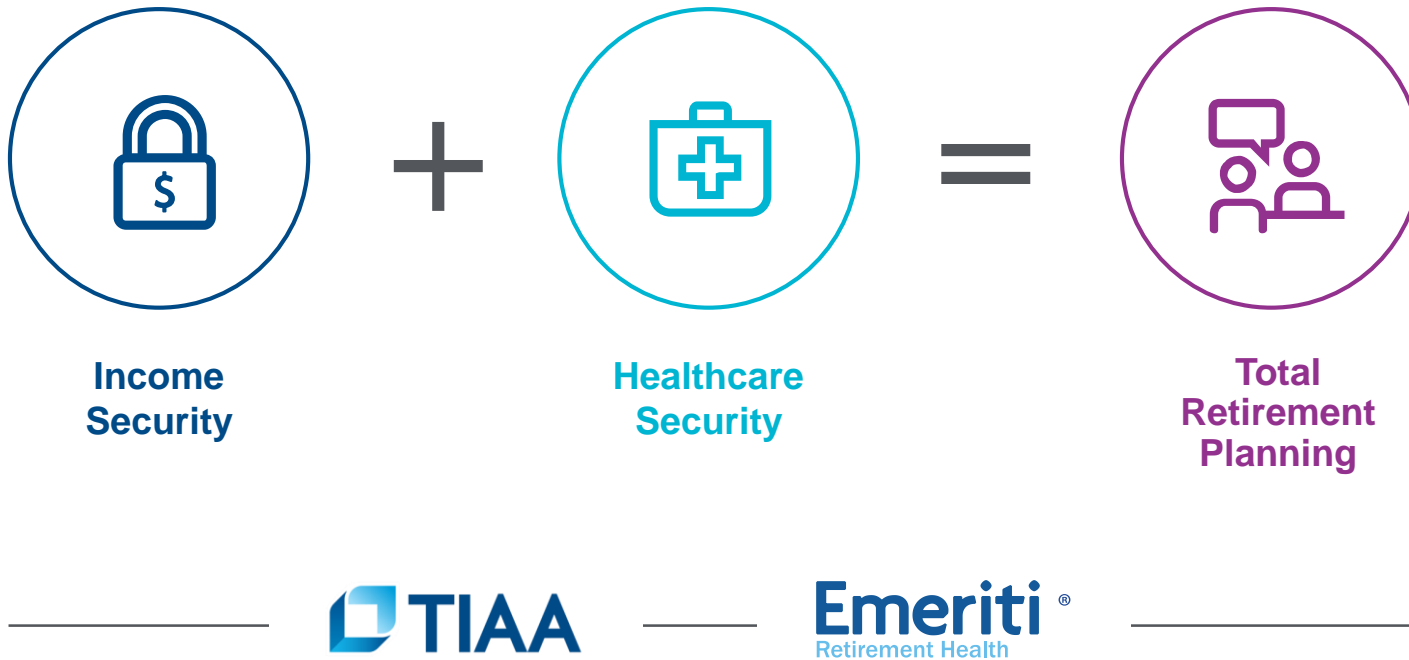 $
+
=
Income
Security
Healthcare
Security
Total
Retirement
Planning
TIAA
Emeriti ®
Retirement Health